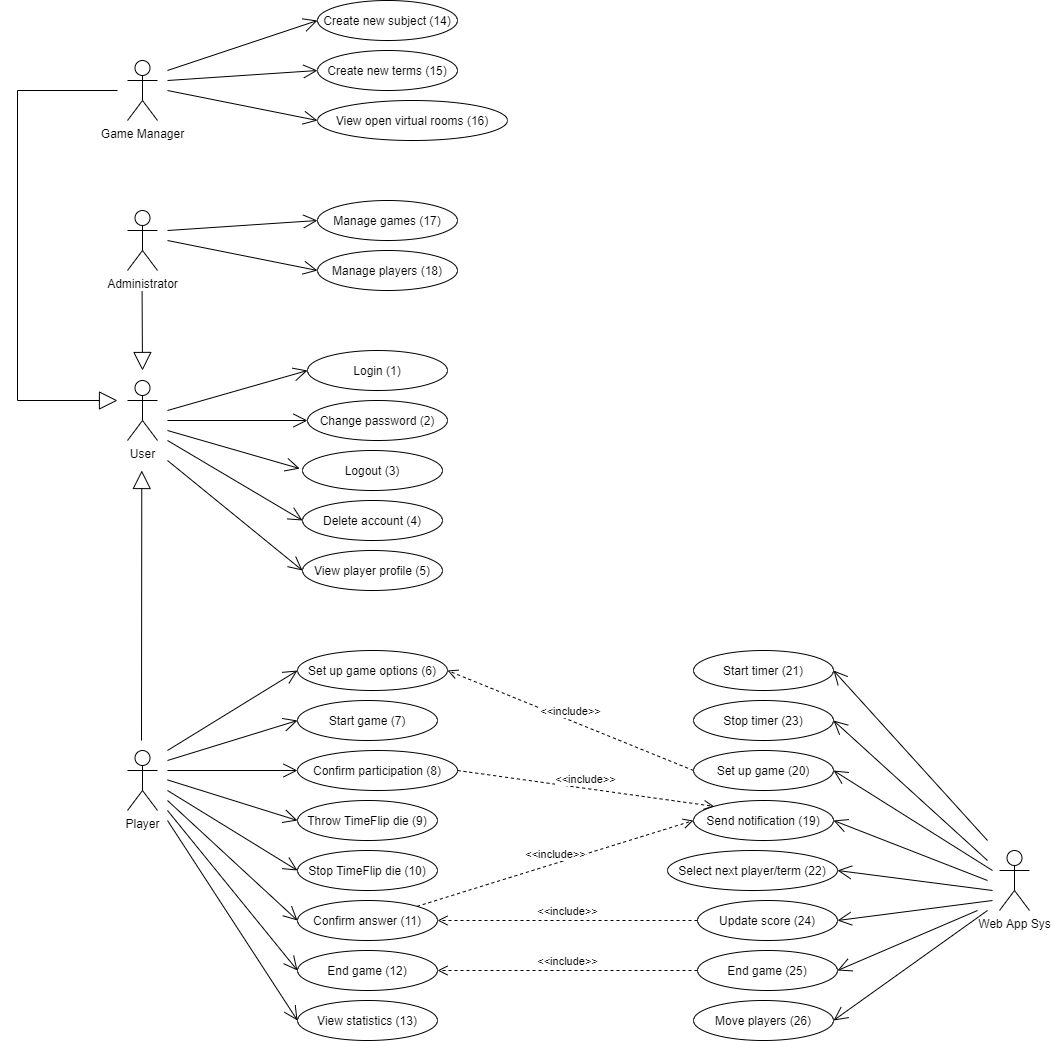 Create new subject (14)
Create new terms (15)
View open virtual rooms (16)
Game Manager
Manage games (17)
Manage players (18)
Administrator
Login (1)
Change password (2)
User
Logout (3)
Delete account (4)
View player profile (5)
Set up game options (6)
Start timer (21)
<<include>>
Start game (7)
Stop timer (23)
Confirm participation (8)
<<include>>
Set up game (20)
Player
Throw TimeFlip die (9)
Send notification (19)
<<include>>
Stop TimeFlip die (10)
Select next player/term (22)
Confirm answer (11)
<<include>>
Update score (24)
Web App Sys
End game (12)
<<include>>
End game (25)
View statistics (13)
Move players (26)